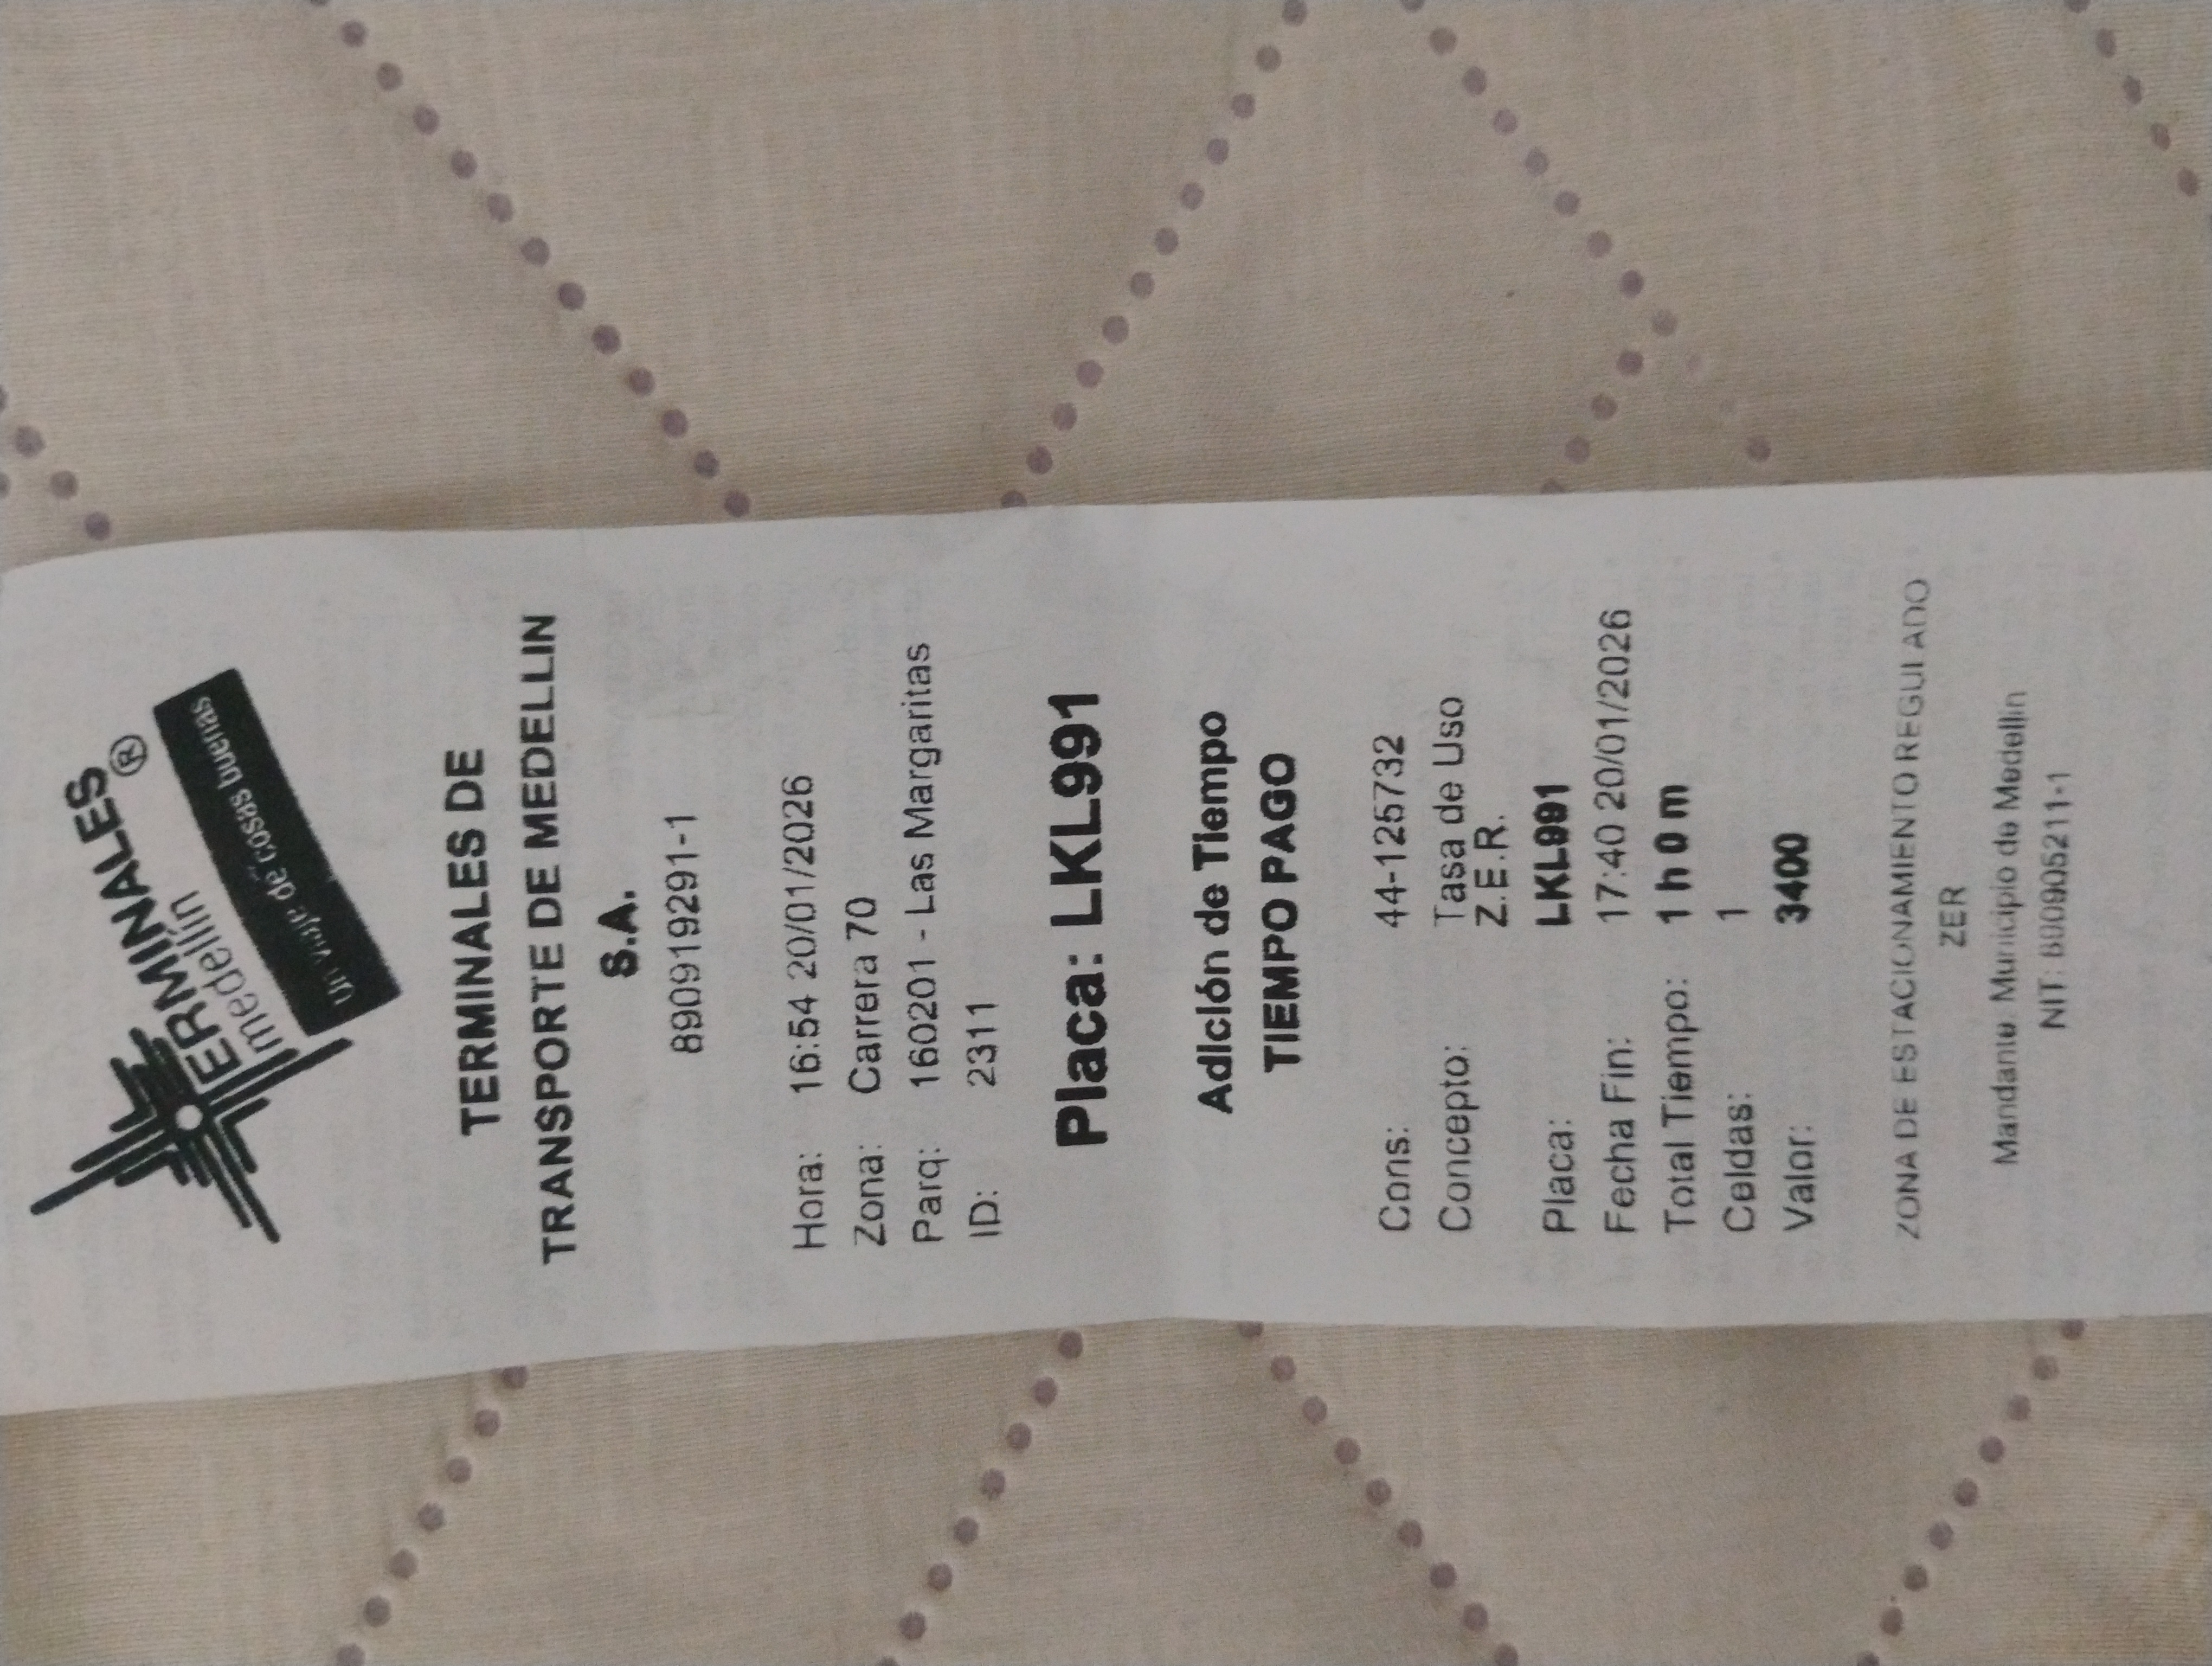 TERMINALES ®
medellín
un viaje de cosas buenas
TERMINALES DE
TRANSPORTE DE MEDELLIN
S.A.
890919291-1
Hora: 16:54 20/01/2026
Zona: Carrera 70
Parq: 160201 - Las Margaritas
ID: 2311
Placa: LKL991
Adición de Tiempo
TIEMPO PAGO
Cons: 44-125732
Concepto: Tasa de Uso
Z.E.R.
Placa: LKL991
Fecha Fin: 17:40 20/01/2026
Total Tiempo: 1 h 0 m
Celdas: 1
Valor: 3400
ZONA DE ESTACIONAMIENTO REGULADO
ZER
Mandante: Municipio de Medellín
NIT: 890905211-1